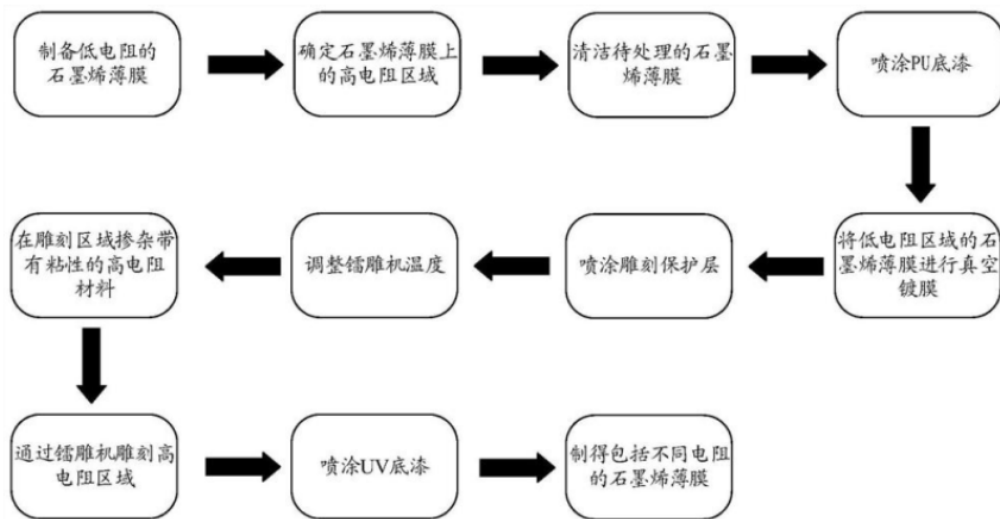 制备低电阻的
石墨烯薄膜
确定石墨烯薄膜上
的高电阻区域
清洁待处理的石墨
烯薄膜
喷涂PU底漆
将低电阻区域的石
墨烯薄膜进行真空
镀膜
喷涂雕刻保护层
调整镭雕机温度
在雕刻区域掺杂带
有粘性的高电阻
材料
通过镭雕机雕刻高
电阻区域
喷涂UV底漆
制得包括不同电阻
的石墨烯薄膜